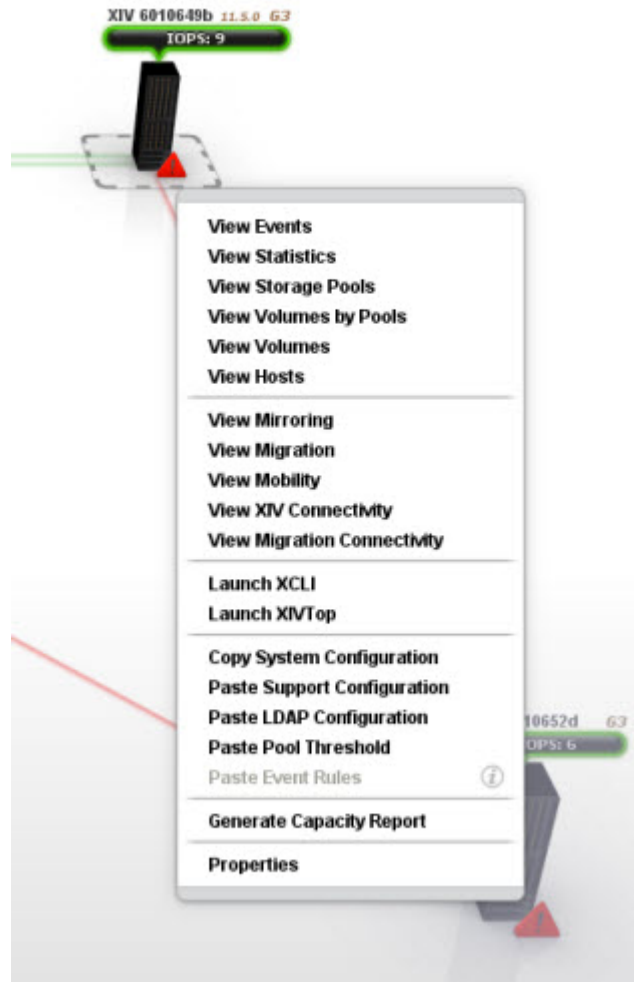 XIV 6010649b 11.5.0 G3
IOPS: 9
View Events
View Statistics
View Storage Pools
View Volumes by Pools
View Volumes
View Hosts
View Mirroring
View Migration
View Mobility
View XIV Connectivity
View Migration Connectivity
Launch XCLI
Launch XIVTop
Copy System Configuration
Paste Support Configuration
Paste LDAP Configuration
10652d G3
Paste Pool Threshold
OPS: 6
Paste Event Rules
Generate Capacity Report
Properties